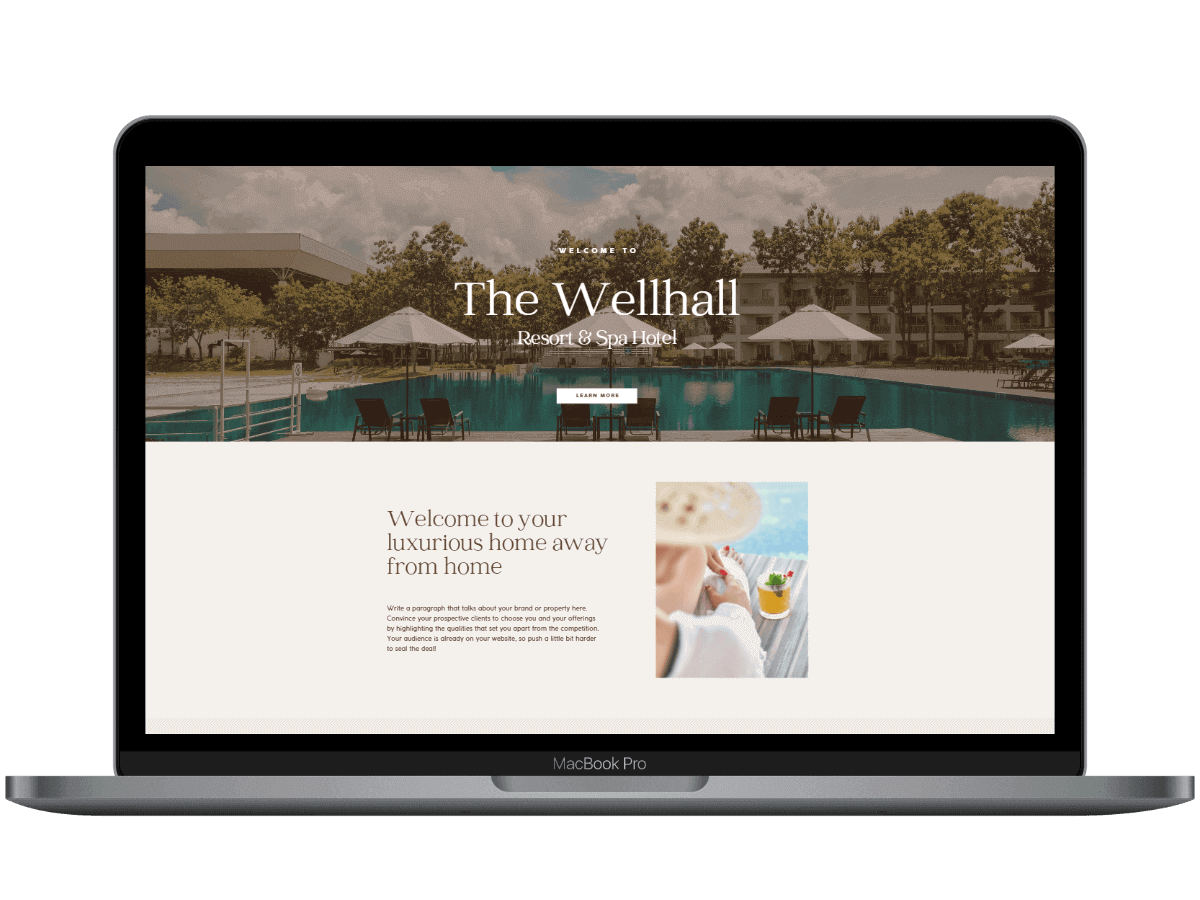 WELCOME TO
The Wellhall
Resort & Spa Hotel
LEARN MORE
Welcome to your
luxurious home away
from home
Write a paragraph that talks about your brand or property here.
Convince your prospective clients to choose you and your offerings
by highlighting the qualities that set you apart from the competition.
Your audience is already on your website, so push a little bit harder
to seal the deal!
MacBook Pro